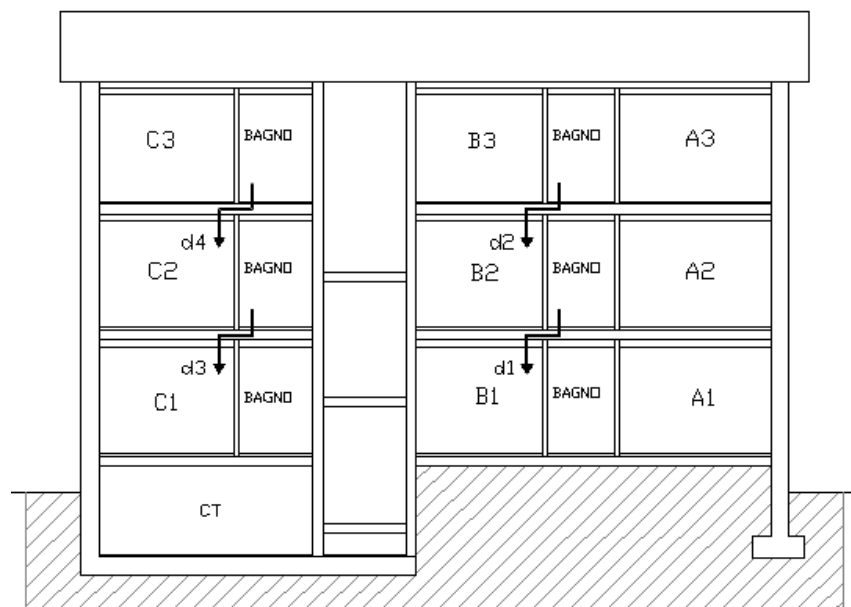 C3 BAGNO B3 BAGNO A3
d4 d2
C2 BAGNO B2 BAGNO A2
d3 d1
C1 BAGNO B1 BAGNO A1
CT